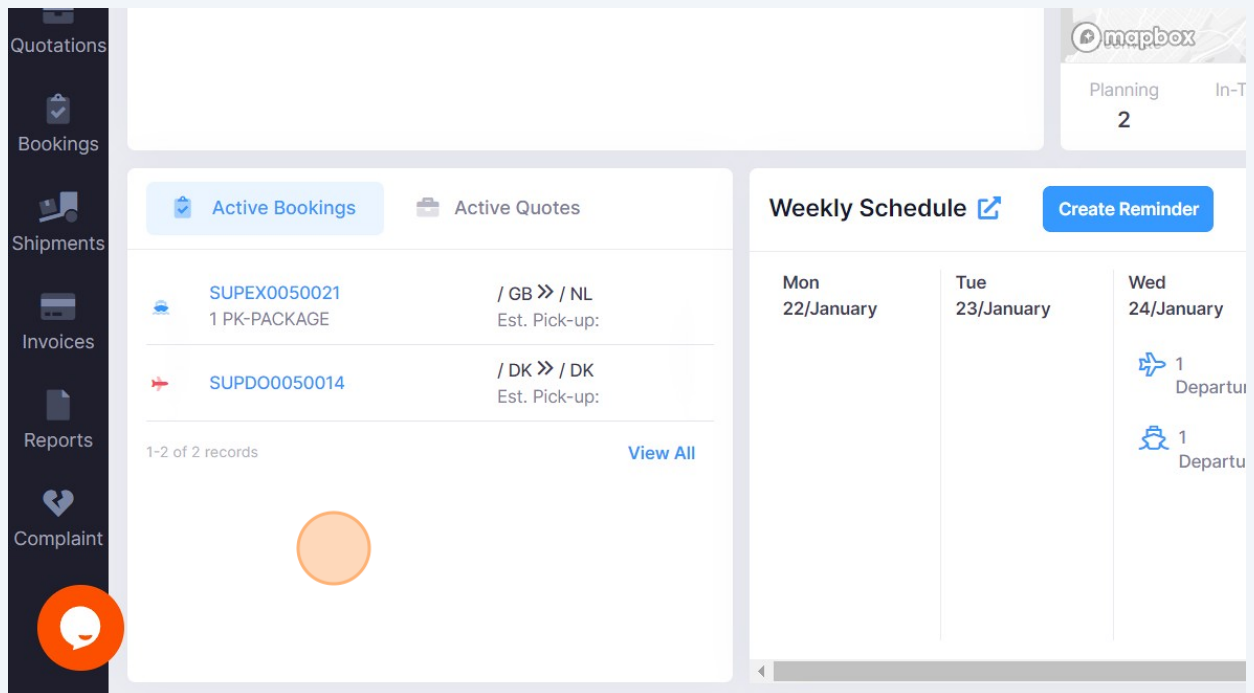 Quotations
Bookings
Shipments
Invoices
Reports
Complaint
mapbox
Planning
In-T
2
Active Bookings
Active Quotes
SUPEX0050021
1 PK-PACKAGE
/ GB >> / NL
Est. Pick-up:
SUPDO0050014
/ DK >> / DK
Est. Pick-up:
1-2 of 2 records
View All
Weekly Schedule
Create Reminder
Mon
22/January
Tue
23/January
Wed
24/January
1
Departur
1
Departu